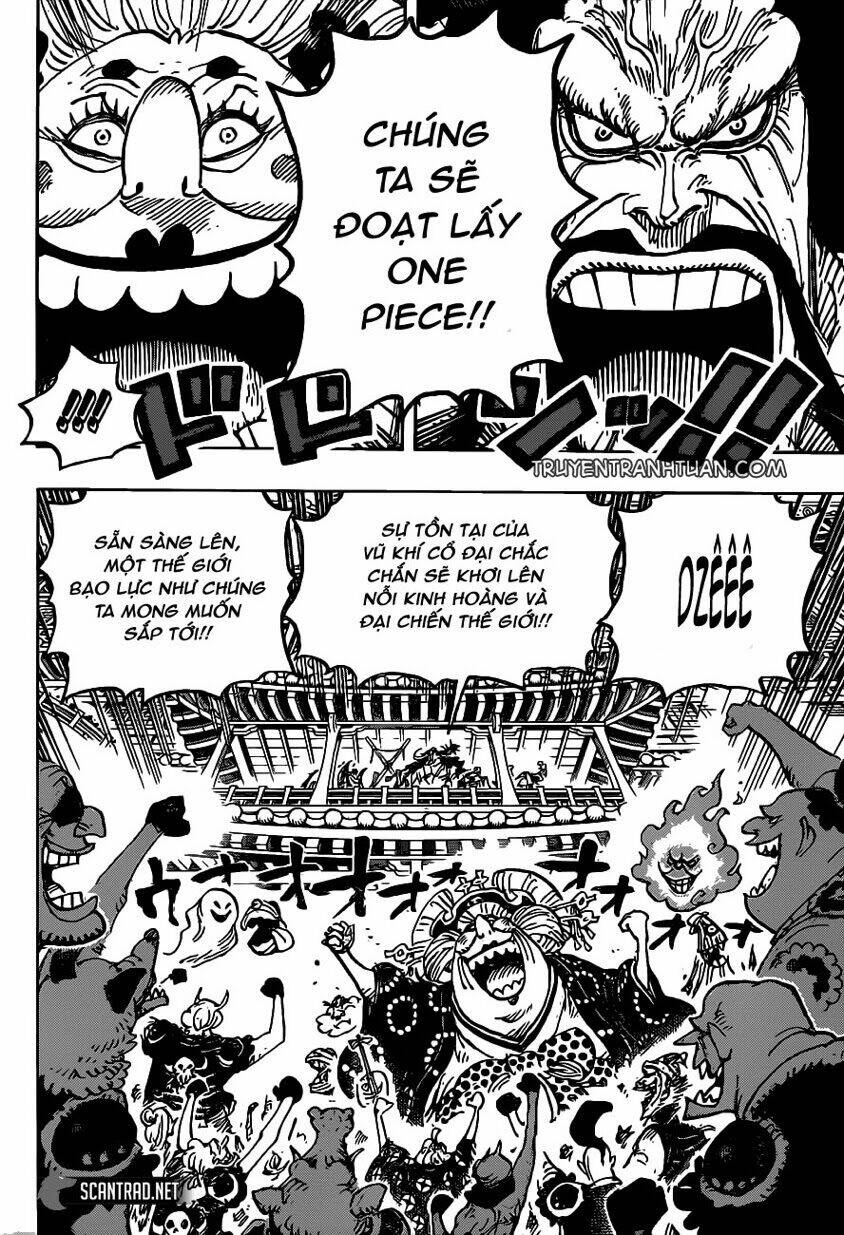 CHÚNG
TA SẼ
ĐOẠT LẤY
ONE
PIECE!!
!!!
ドドンッ!!
TRUYENTRANHTUAN.COM
SẴN SÀNG LÊN,
MỘT THẾ GIỚI
BẠO LỰC NHƯ CHÚNG
TA MONG MUỐN
SẮP TỚI!!
SỰ TỒN TẠI CỦA
VŨ KHÍ CỔ ĐẠI CHẮC
CHẮN SẼ KHƠI LÊN
NỖI KINH HOÀNG VÀ
ĐẠI CHIẾN THẾ GIỚI!!
DZÊÊÊ
ウオオオオオオ
SCANTRAD.NET